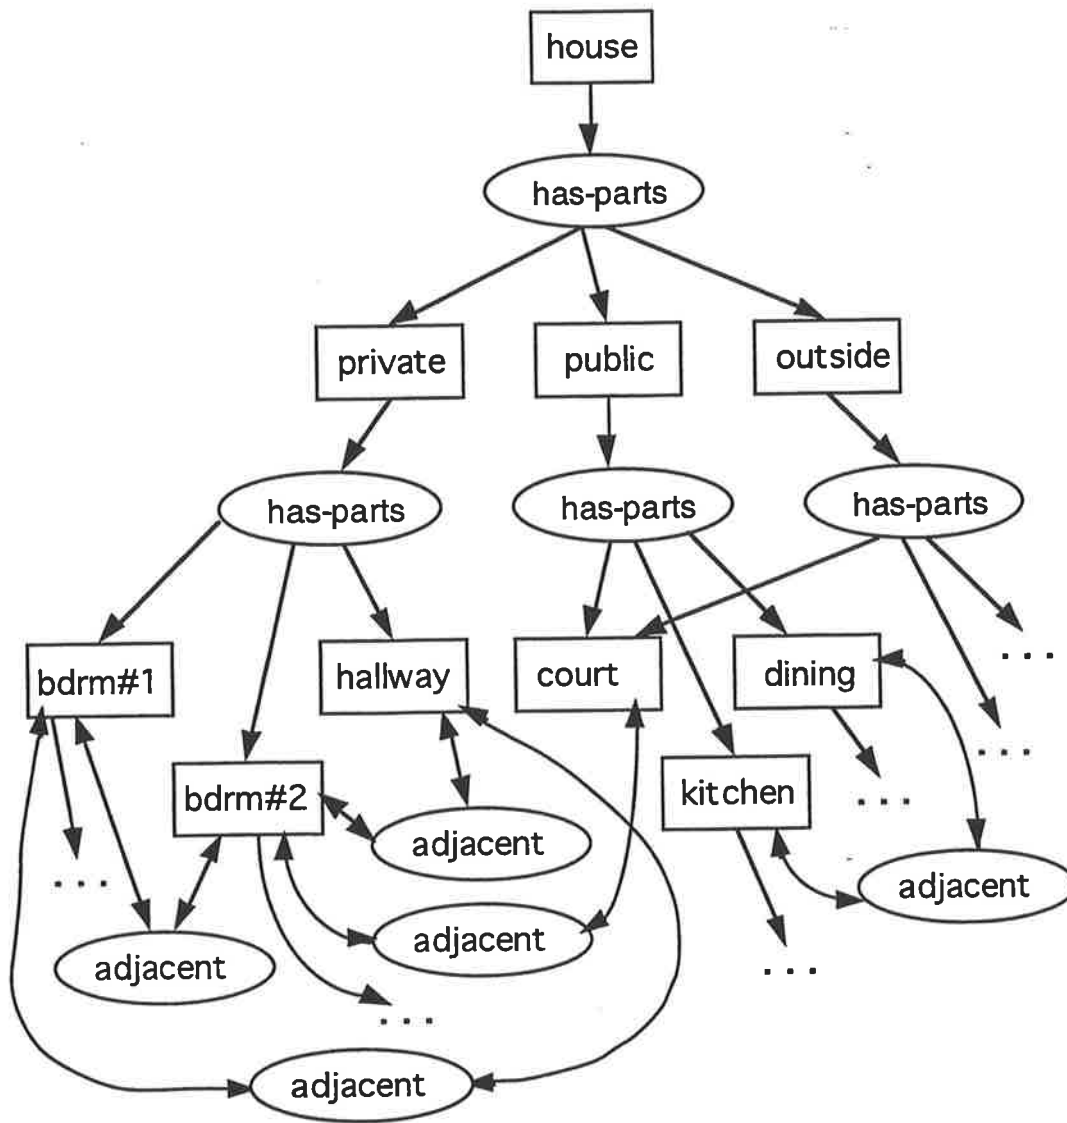 house
has-parts
private
public
outside
has-parts
has-parts
has-parts
bdrm#1
hallway
court
dining
. . .
. . .
bdrm#2
kitchen
. . .
adjacent
. . .
adjacent
adjacent
adjacent
. . .
. . .
adjacent